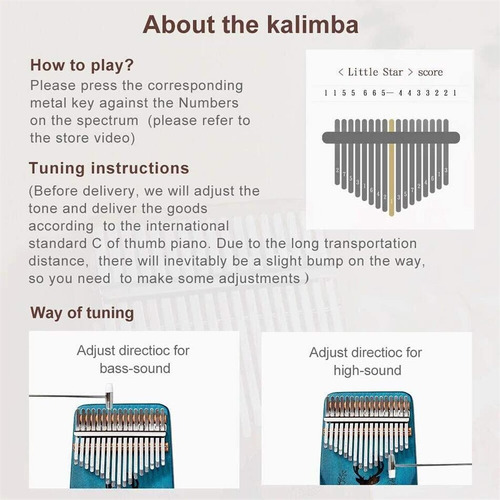 About the kalimba
How to play?
Please press the corresponding
metal key against the Numbers
on the spectrum (please refer to
the store video)
< Little Star > score
1 1 5 5 6 6 5— 4 4 3 3 2 2 1
Tuning instructions
(Before delivery, we will adjust the
tone and deliver the goods
according to the international
standard C of thumb piano. Due to the long transportation
distance, there will inevitably be a slight bump on the way,
so you need to make some adjustments )
Way of tuning
Adjust directioc for
bass-sound
Adjust directioc for
high-sound